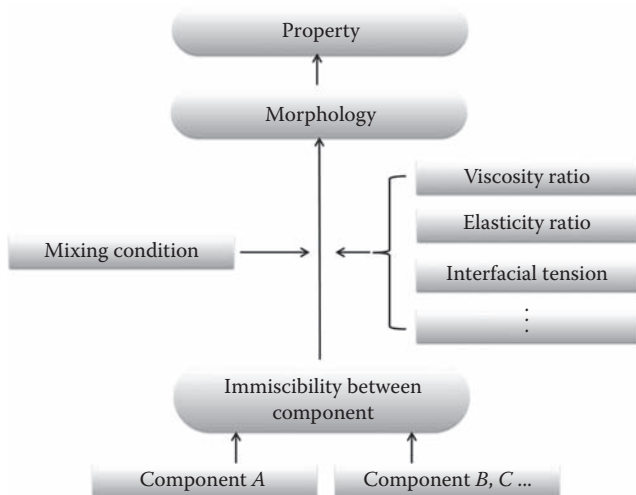 Property
Morphology
Viscosity ratio
Elasticity ratio
Mixing condition
Interfacial tension
⋮
Immiscibility between
component
Component A
Component B, C ...